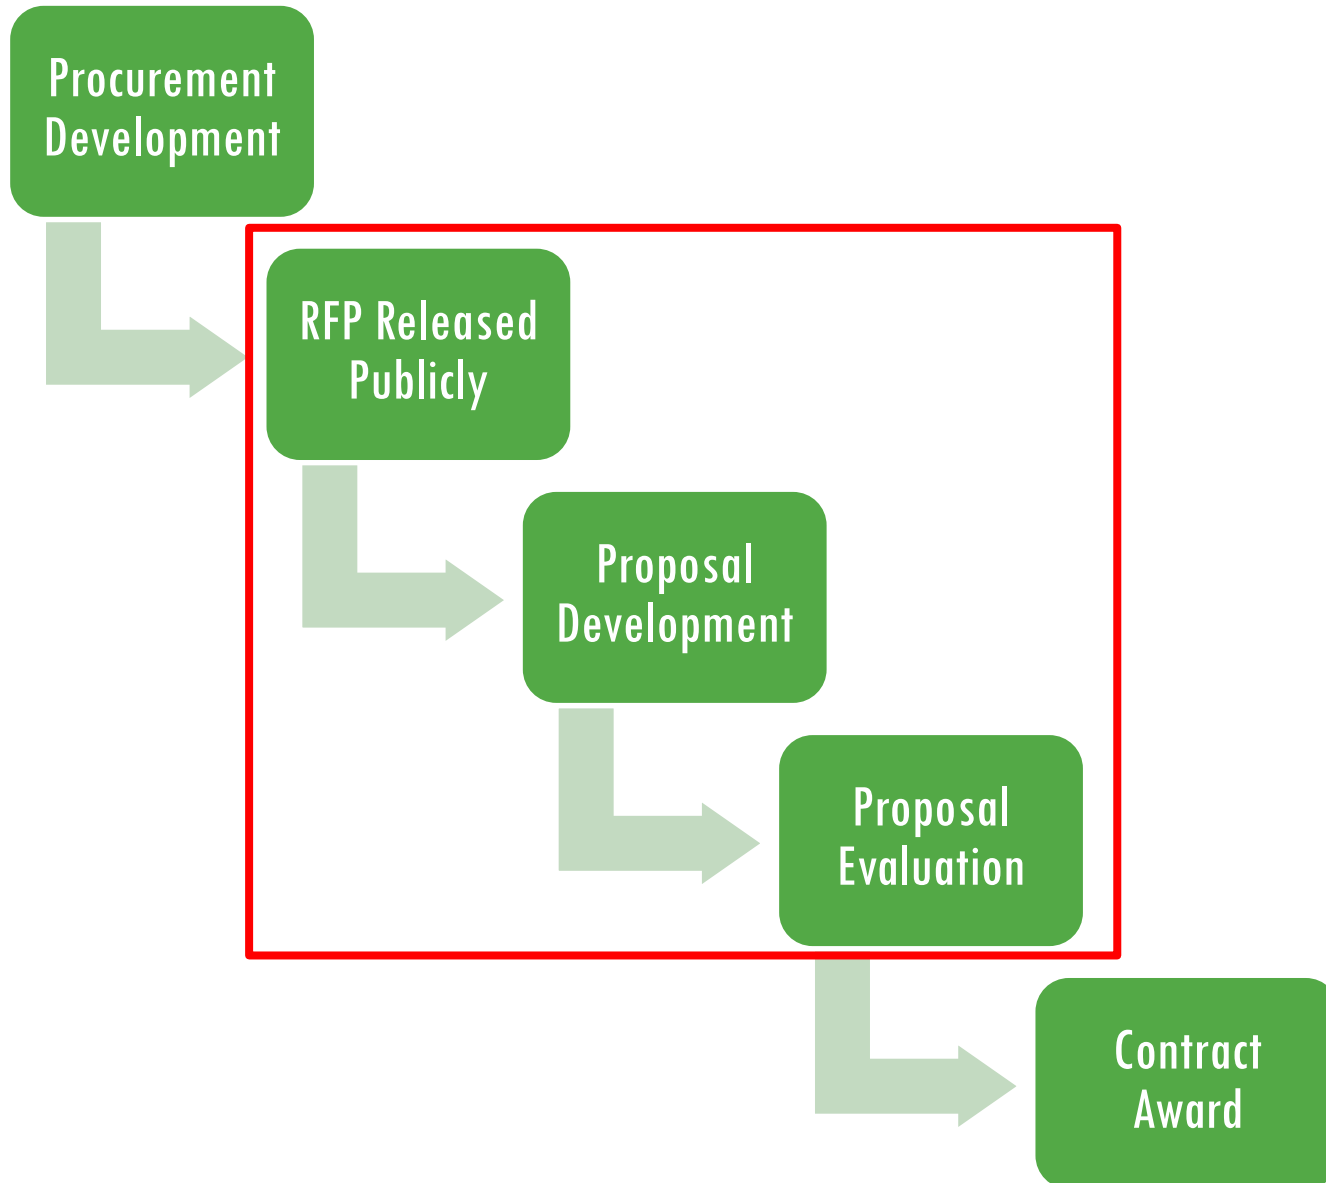 Procurement
Development
RFP Released
Publicly
Proposal
Development
Proposal
Evaluation
Contract
Award